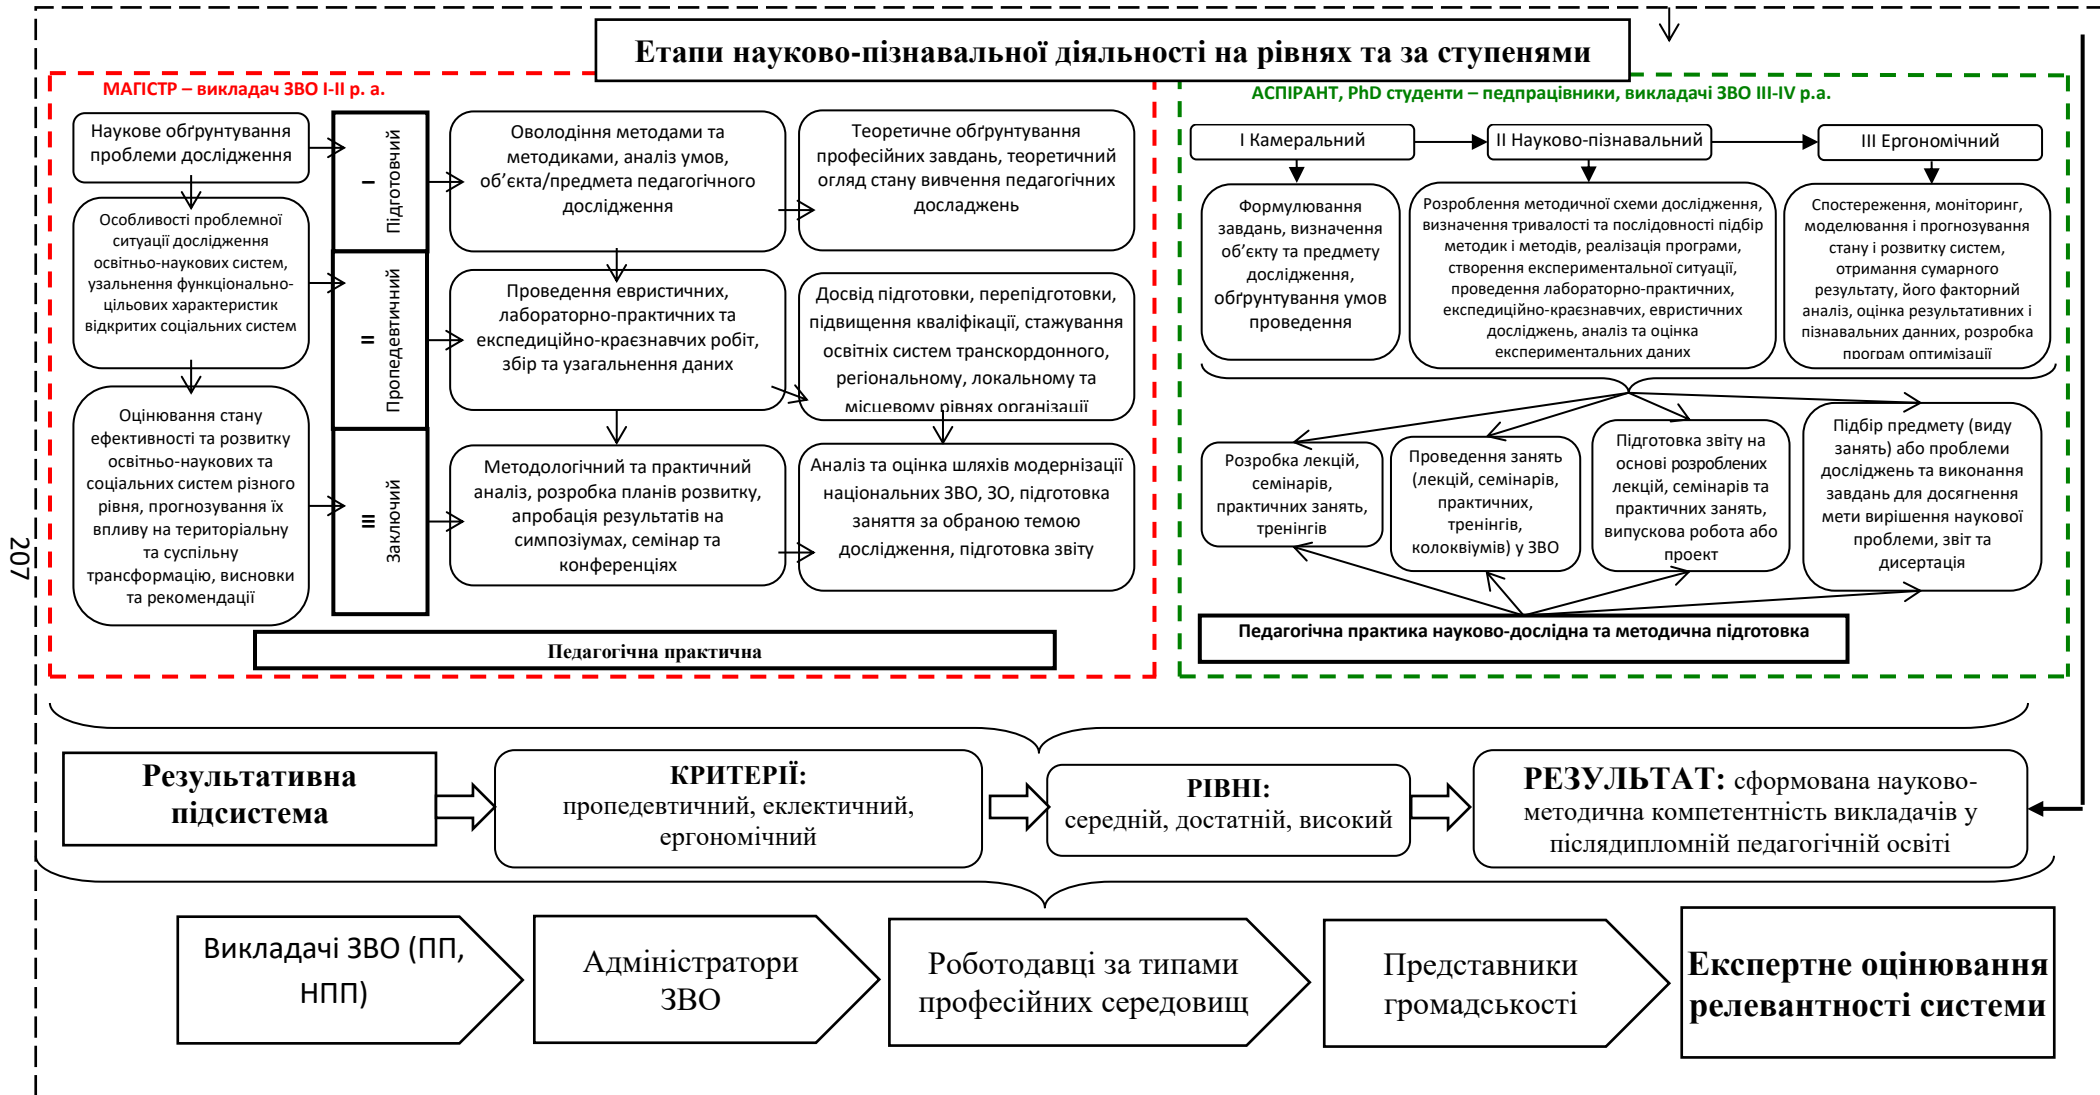 Етапи науково-пізнавальної діяльності на рівнях та за ступенями
МАГІСТР – викладач ЗВО І-ІІ р. а.
Наукове обґрунтування
проблеми дослідження
Особливості проблемної
ситуації дослідження
освітньо-наукових систем,
узальнення функціонально-
цільових характеристик
відкритих соціальних систем
Оцінювання стану
ефективності та розвитку
освітньо-наукових та
соціальних систем різного
рівня, прогнозування їх
впливу на територіальну
та суспільну
трансформацію, висновки
та рекомендації
І
Підготовчий
ІІ
Пропедевтичний
ІІІ
Заключий
Оволодіння методами та
методиками, аналіз умов,
об’єкта/предмета педагогічного
дослідження
Теоретичне обґрунтування
професійних завдань, теоретичний
огляд стану вивчення педагогічних
досладжень
Проведення евристичних,
лабораторно-практичних та
експедиційно-краєзнавчих робіт,
збір та узагальнення даних
Досвід підготовки, перепідготовки,
підвищення кваліфікації, стажування
освітніх систем транскордонного,
регіональному, локальному та
місцевому рівнях організації
Методологічний та практичний
аналіз, розробка планів розвитку,
апробація результатів на
симпозіумах, семінар та
конференціях
Аналіз та оцінка шляхів модернізації
національних ЗВО, ЗО, підготовка
заняття за обраною темою
дослідження, підготовка звіту
Педагогічна практична
АСПІРАНТ, PhD студенти – педпрацівники, викладачі ЗВО ІІІ-ІV р.а.
І Камеральний
ІІ Науково-пізнавальний
ІІІ Ергономічний
Формулювання
завдань, визначення
об’єкту та предмету
дослідження,
обґрунтування умов
проведення
Розроблення методичної схеми дослідження,
визначення тривалості та послідовності підбір
методик і методів, реалізація програми,
створення експериментальної ситуації,
проведення лабораторно-практичних,
експедиційно-краєзнавчих, евристичних
досліджень, аналіз та оцінка
експериментальних даних
Спостереження, моніторинг,
моделювання і прогнозування
стану і розвитку систем,
отримання сумарного
результату, його факторний
аналіз, оцінка результативних і
пізнавальних данних, розробка
програм оптимізації
Розробка лекцій,
семінарів,
практичних занять,
тренінгів
Проведення занять
(лекцій, семінарів,
практичних,
тренінгів,
колоквіумів) у ЗВО
Підготовка звіту на
основі розроблених
лекцій, семінарів та
практичних занять,
випускова робота або
проект
Підбір предмету (виду
занять) або проблеми
досліджень та виконання
завдань для досягнення
мети вирішення наукової
проблеми, звіт та
дисертація
Педагогічна практика науково-дослідна та методична підготовка
207
Результативна
підсистема
КРИТЕРІЇ:
пропедевтичний, еклектичний,
ергономічний
РІВНІ:
середній, достатній, високий
РЕЗУЛЬТАТ: сформована науково-
методична компетентність викладачів у
післядипломній педагогічній освіті
Викладачі ЗВО (ПП,
НПП)
Адміністратори
ЗВО
Роботодавці за типами
професійних середовищ
Представники
громадськості
Експертне оцінювання
релевантності системи